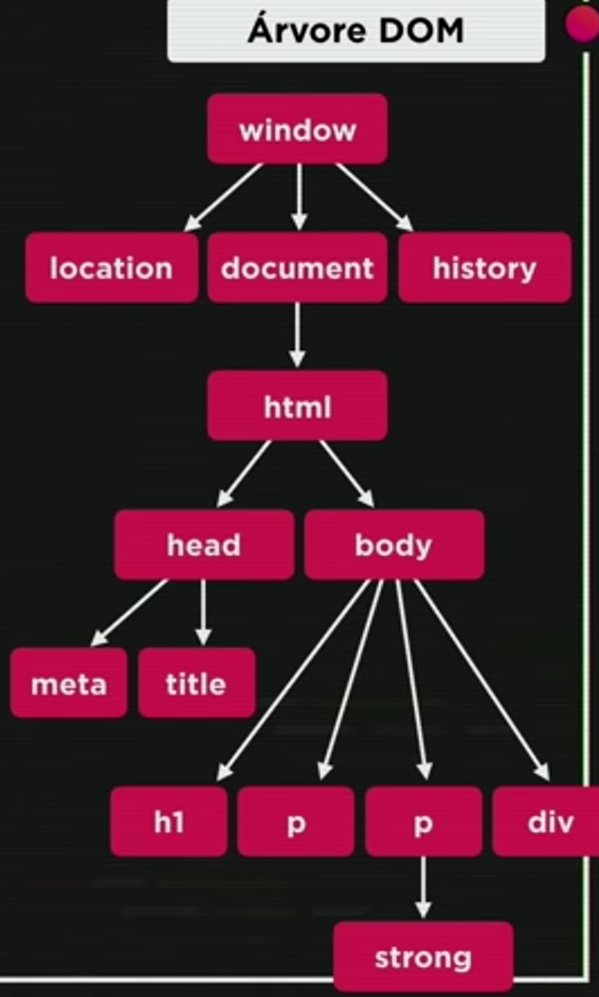 Árvore DOM
window
location
document
history
html
head
body
meta
title
h1
p
p
div
strong